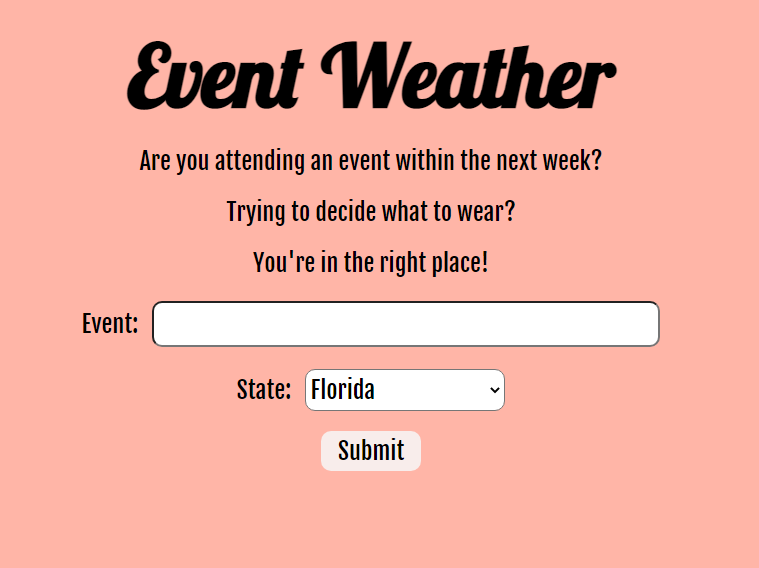 Event Weather
Are you attending an event within the next week?
Trying to decide what to wear?
You're in the right place!
Event:
State: Florida
Submit